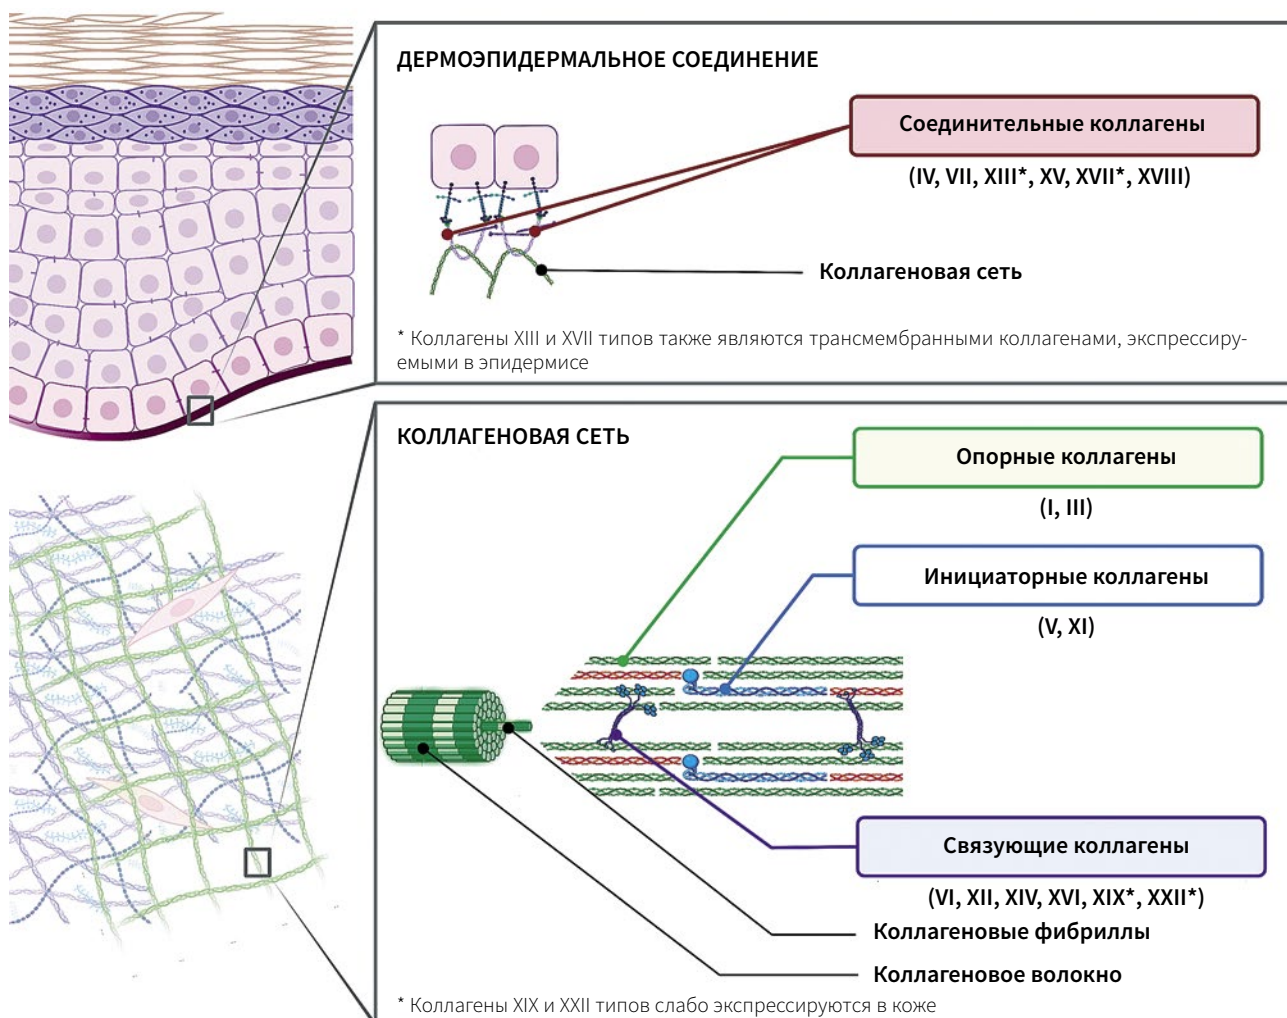 ДЕРМОЭПИДЕРМАЛЬНОЕ СОЕДИНЕНИЕ
Соединительные коллагены
(IV, VII, XIII*, XV, XVII*, XVIII)
Коллагеновая сеть
* Коллагены XIII и XVII типов также являются трансмембранными коллагенами, экспрессиру-
емыми в эпидермисе
КОЛЛАГЕНОВАЯ СЕТЬ
Опорные коллагены
(I, III)
Инициаторные коллагены
(V, XI)
Связующие коллагены
(VI, XII, XIV, XVI, XIX*, XXII*)
Коллагеновые фибриллы
Коллагеновое волокно
* Коллагены XIX и XXII типов слабо экспрессируются в коже